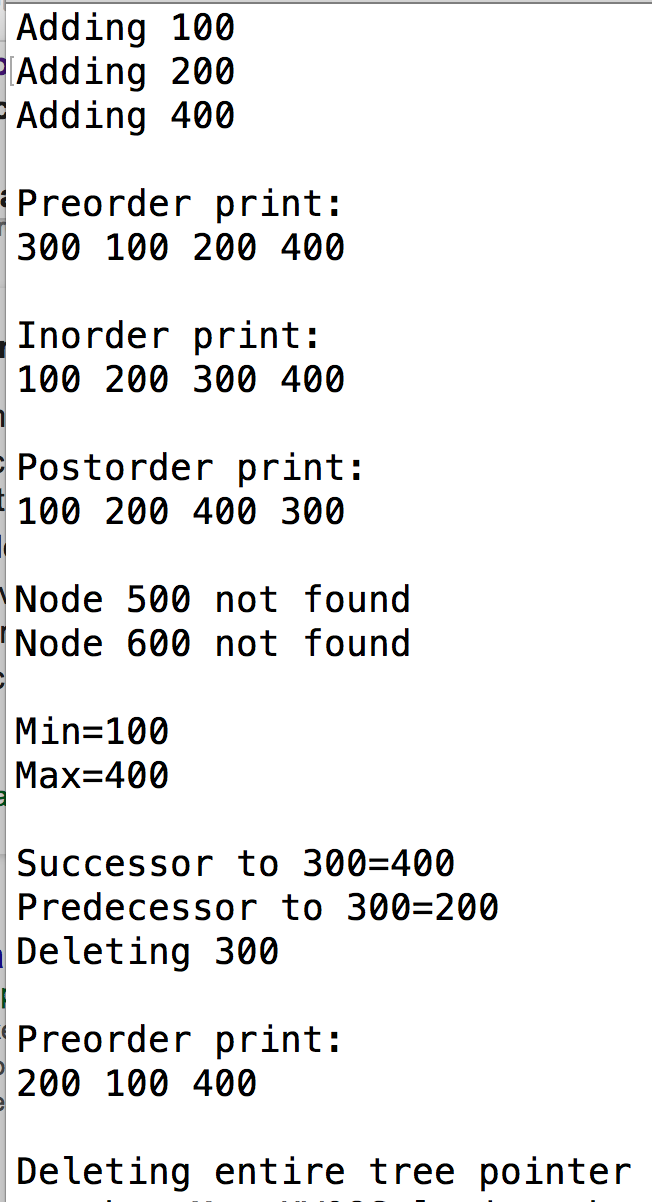 Adding 100
Adding 200
Adding 400
Preorder print:
300 100 200 400
Inorder print:
100 200 300 400
Postorder print:
100 200 400 300
Node 500 not found
Node 600 not found
Min=100
Max=400
Successor to 300=400
Predecessor to 300=200
Deleting 300
Preorder print:
200 100 400
Deleting entire tree pointer